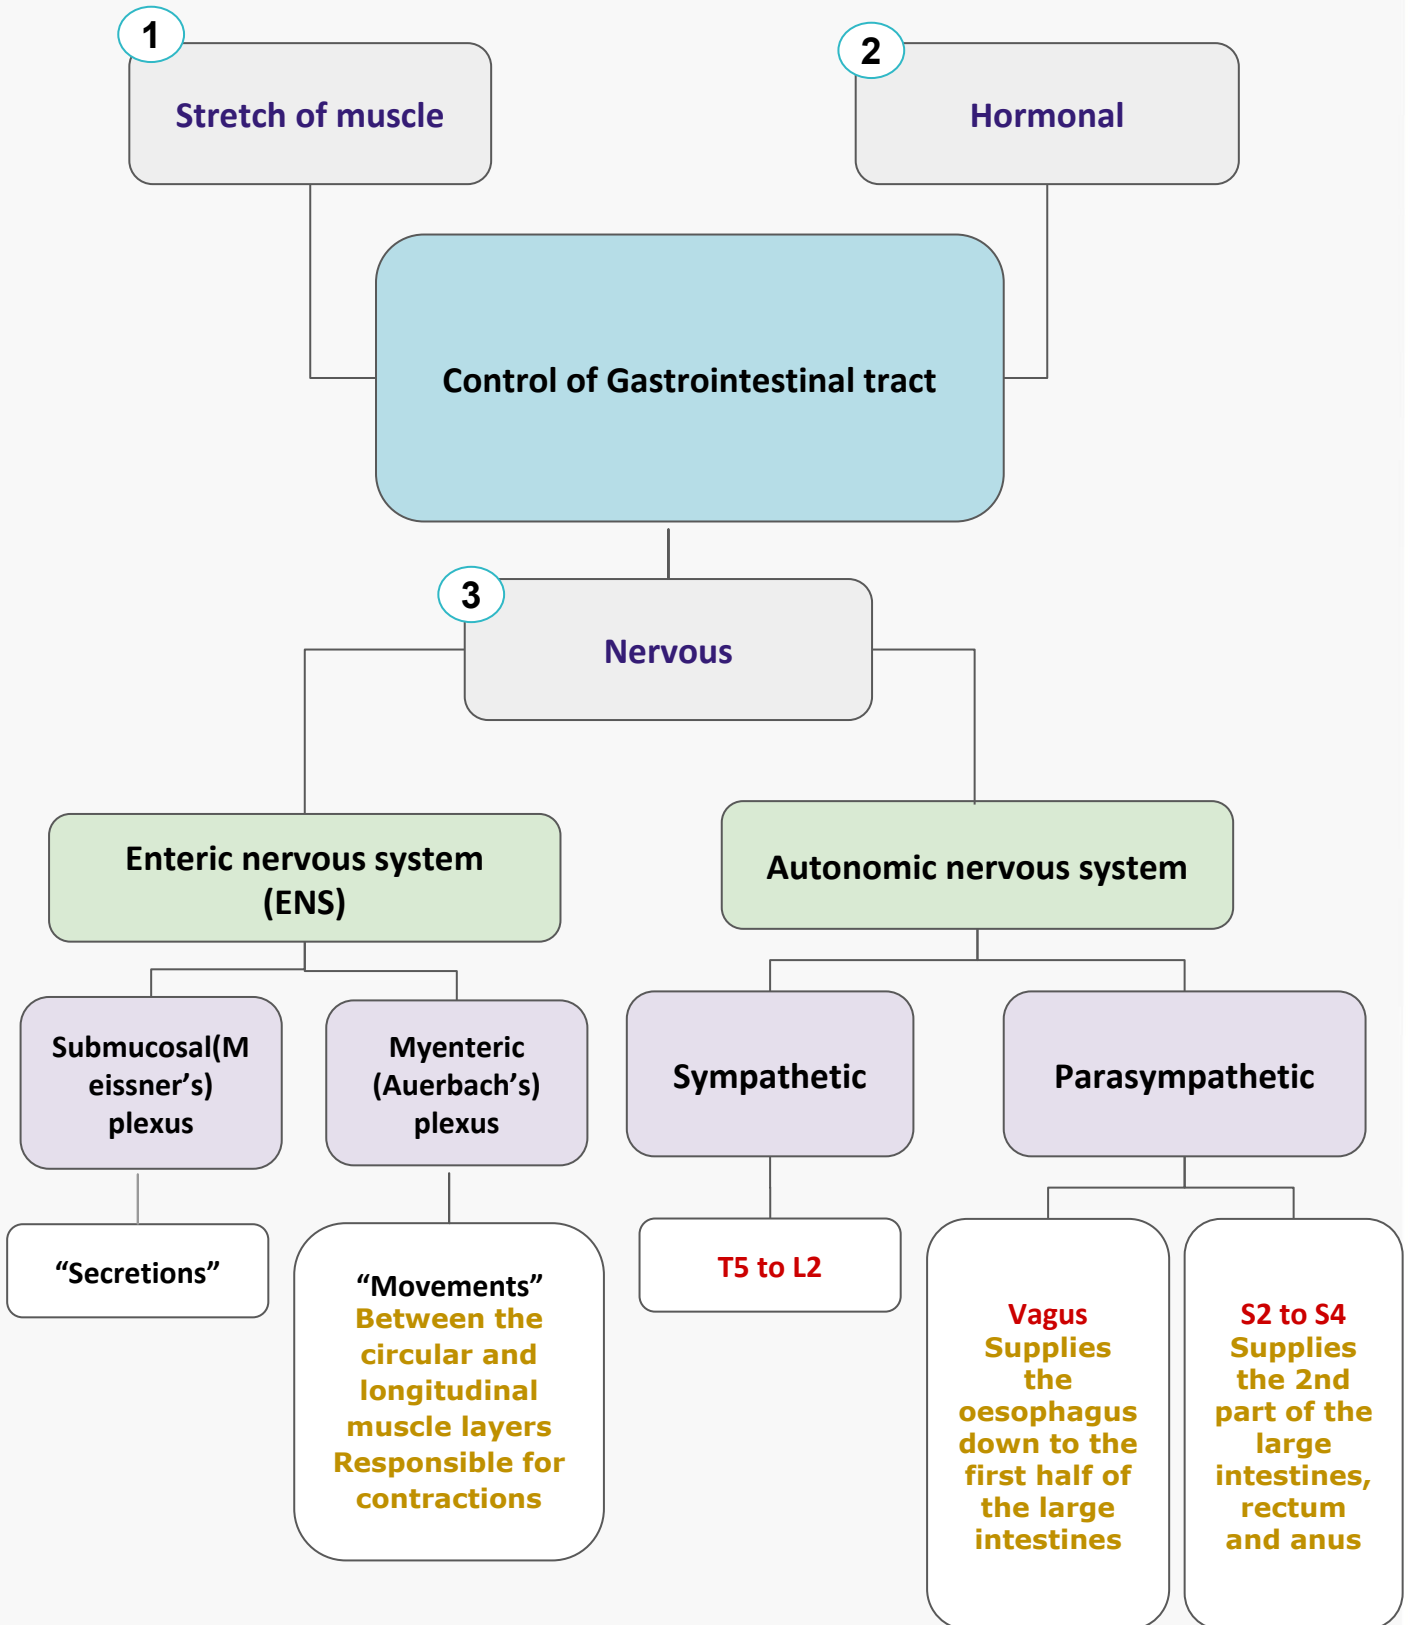 1
Stretch of muscle
2
Hormonal
Control of Gastrointestinal tract
3
Nervous
Enteric nervous system
(ENS)
Autonomic nervous system
Submucosal(M
eissner’s)
plexus
Myenteric
(Auerbach’s)
plexus
Sympathetic
Parasympathetic
“Secretions”
“Movements”
Between the
circular and
longitudinal
muscle layers
Responsible for
contractions
T5 to L2
Vagus
Supplies
the
oesophagus
down to the
first half of
the large
intestines
S2 to S4
Supplies
the 2nd
part of the
large
intestines,
rectum
and anus